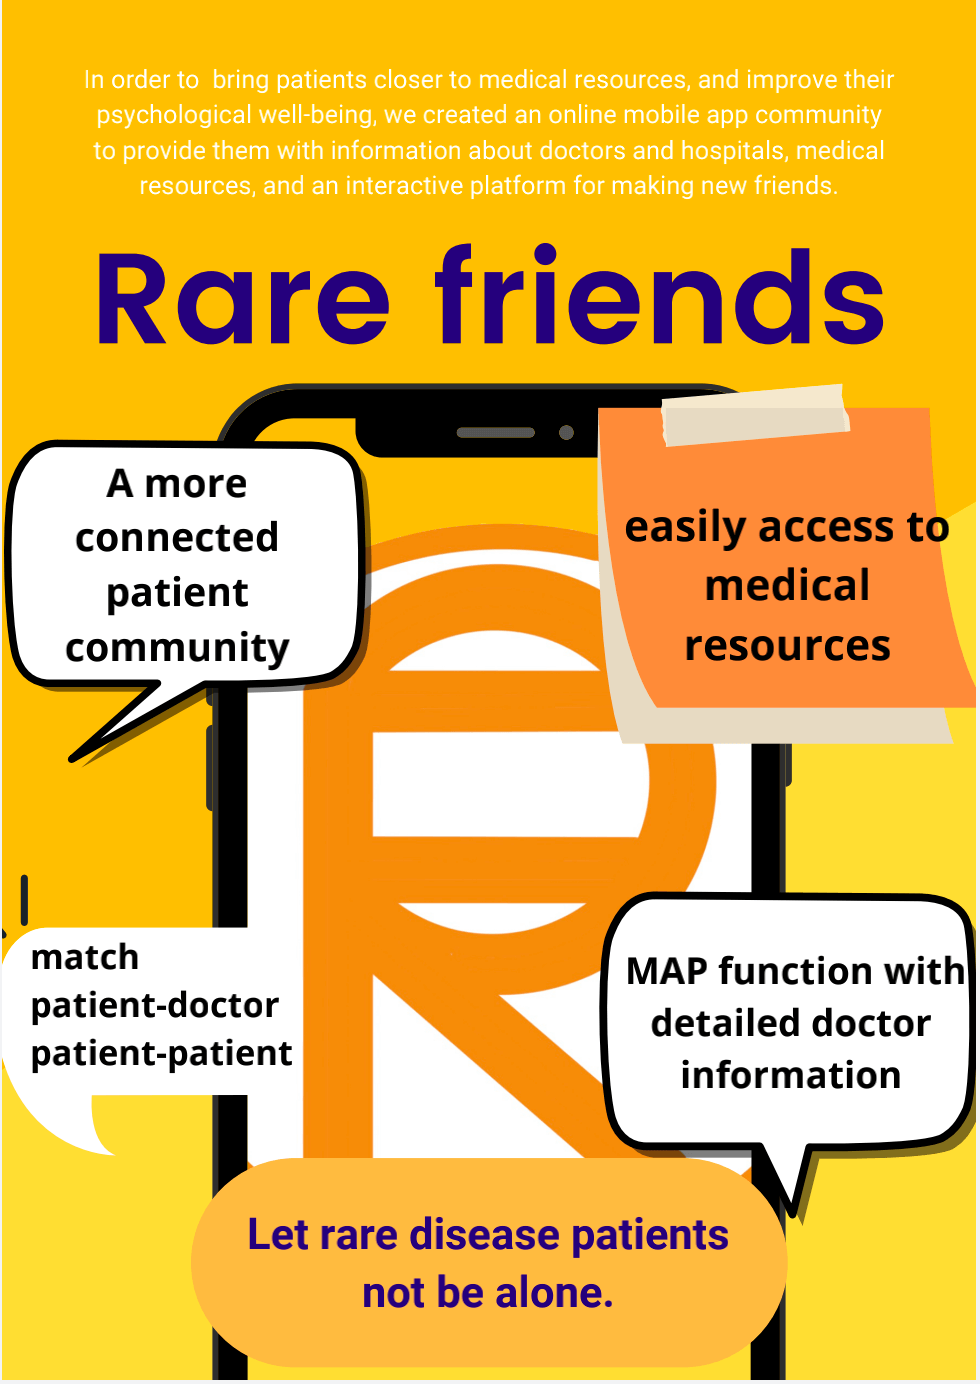 In order to  bring patients closer to medical resources, and improve their
psychological well-being, we created an online mobile app community
to provide them with information about doctors and hospitals, medical
resources, and an interactive platform for making new friends.
Rare friends
A more
connected
patient
community
easily access to
medical
resources
match
patient-doctor
patient-patient
MAP function with
detailed doctor
information
Let rare disease patients
not be alone.